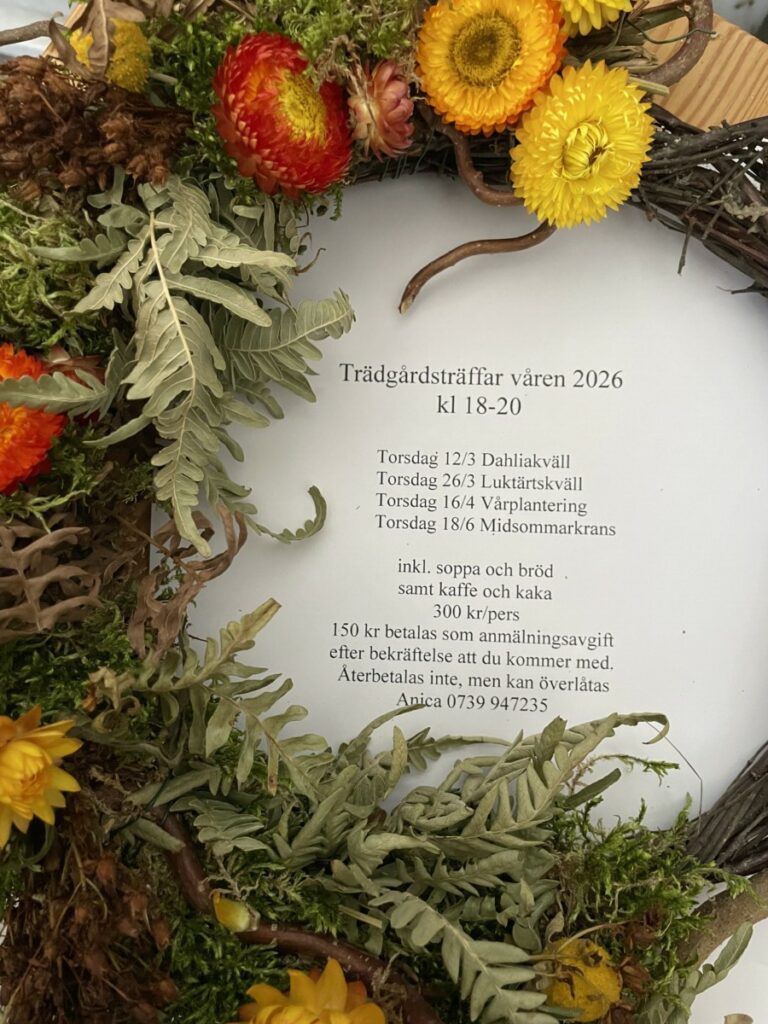 Trädgårdsträffar våren 2026
kl 18-20
Torsdag 12/3 Dahliakväll
Torsdag 26/3 Luktärtskväll
Torsdag 16/4 Vårplantering
Torsdag 18/6 Midsommarkrans
inkl. soppa och bröd
samt kaffe och kaka
300 kr/pers
150 kr betalas som anmälningsavgift
efter bekräftelse att du kommer med.
Återbetalas inte, men kan överlåtas
Anica 0739 947235